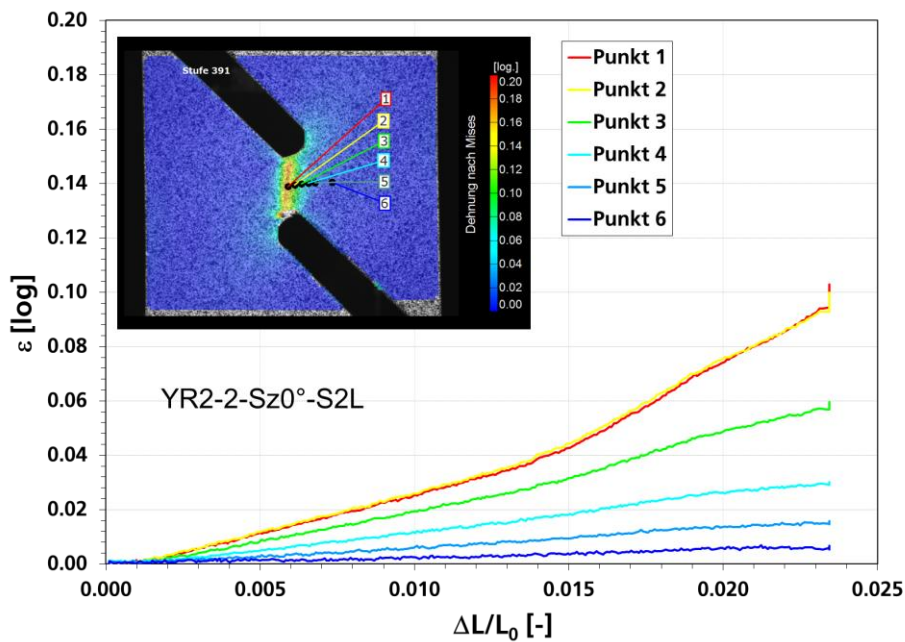 0.20
0.18
0.16
0.14
0.12
0.10
0.08
0.06
0.04
0.02
0.00
ε [log]
Stufe 391
1
2
3
4
5
6
[log.]
0.20
0.18
0.16
0.14
0.12
0.10
0.08
0.06
0.04
0.02
0.00
Dehnung nach Mises
Punkt 1
Punkt 2
Punkt 3
Punkt 4
Punkt 5
Punkt 6
YR2-2-Sz0°-S2L
0.000 0.005 0.010 0.015 0.020 0.025
ΔL/L₀ [-]